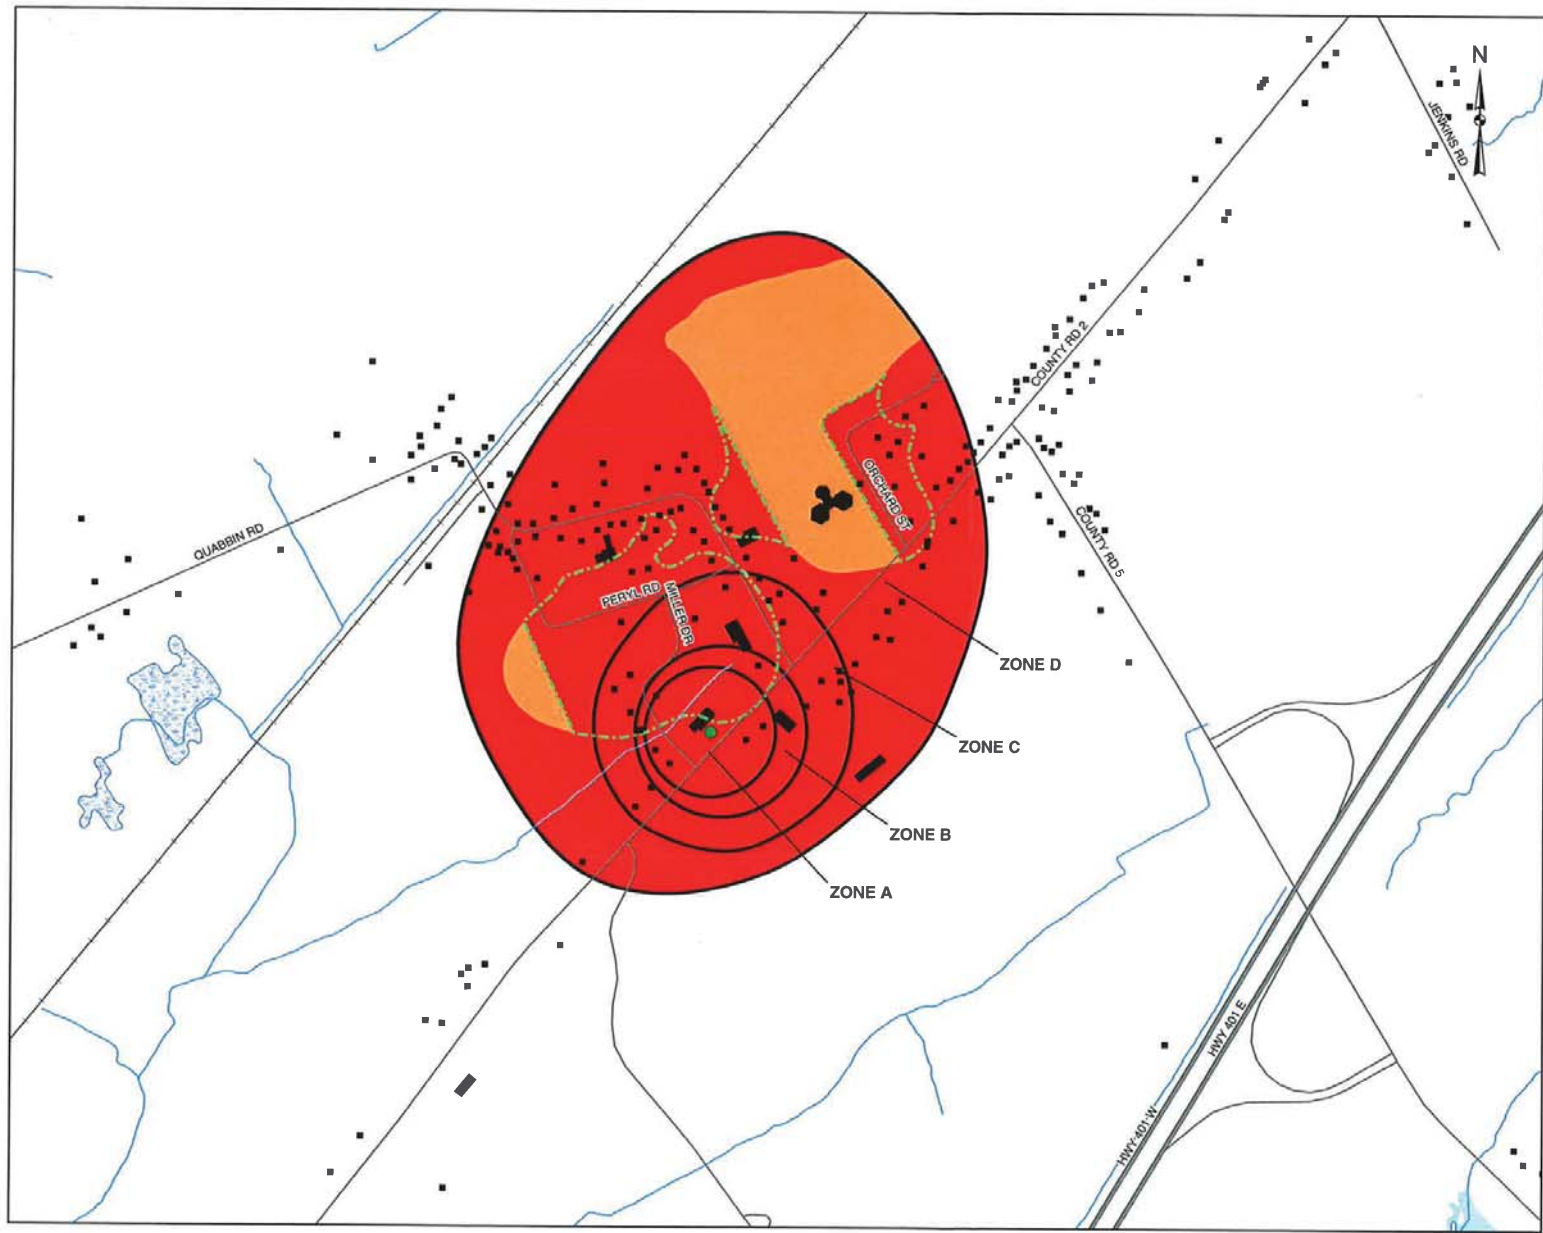 N
JENKINS RD
COUNTY RD 2
ORCHARD ST
QUABBIN RD
COUNTY RD 5
PERYL RD
MILLER DR
ZONE D
ZONE C
ZONE B
ZONE A
HWY 401 E
HWY 401 W